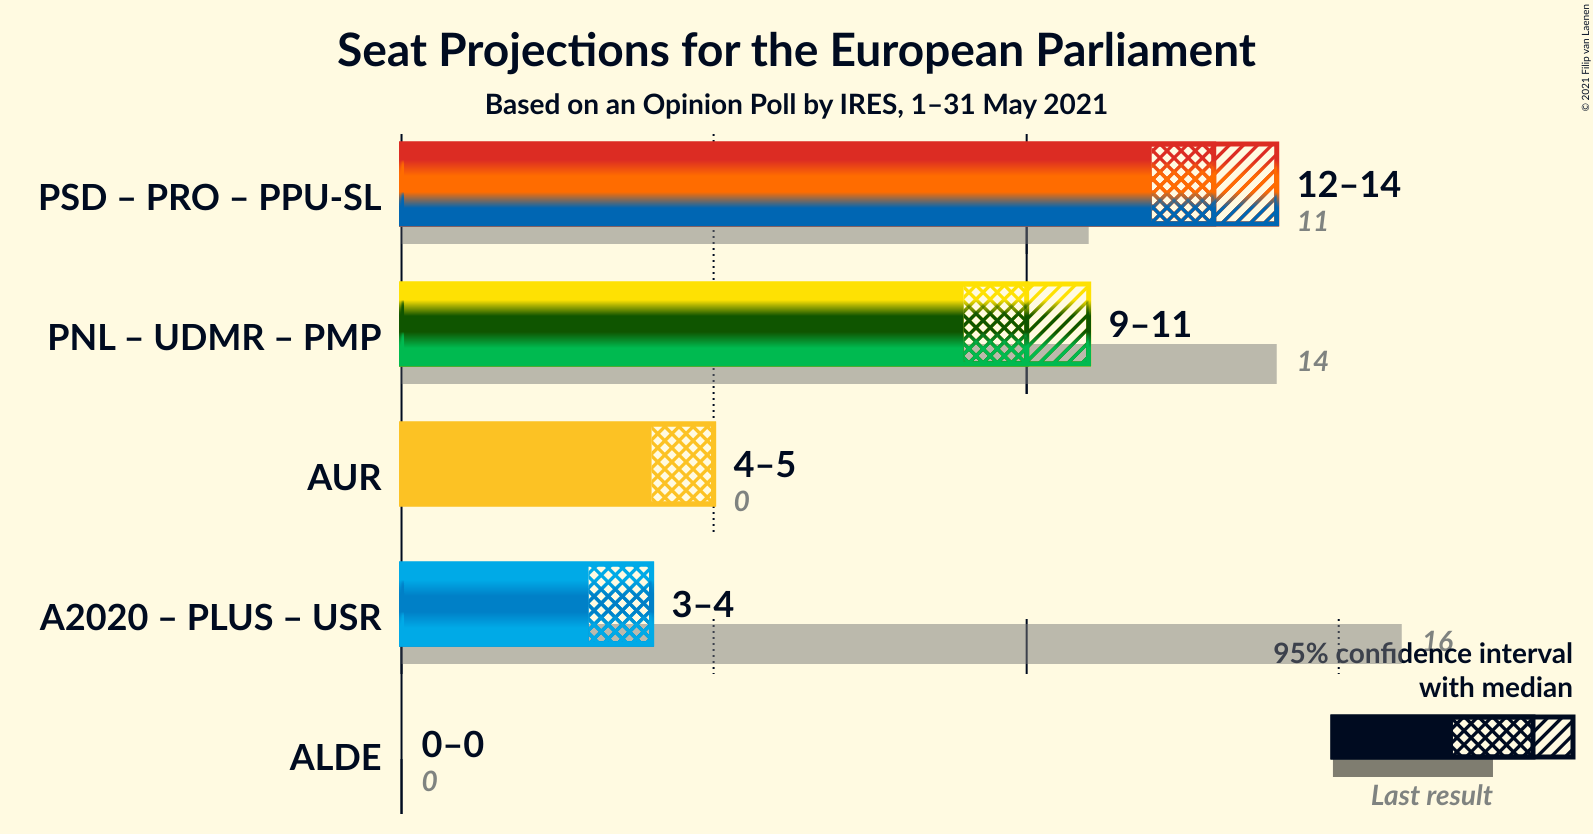 Seat Projections for the European Parliament
Based on an Opinion Poll by IRES, 1–31 May 2021
© 2021 Filip van Laenen
PSD – PRO – PPU-SL
12–14
11
PNL – UDMR – PMP
9–11
14
AUR
4–5
0
A2020 – PLUS – USR
3–4
16
95% confidence interval
with median
ALDE
0–0
0
Last result